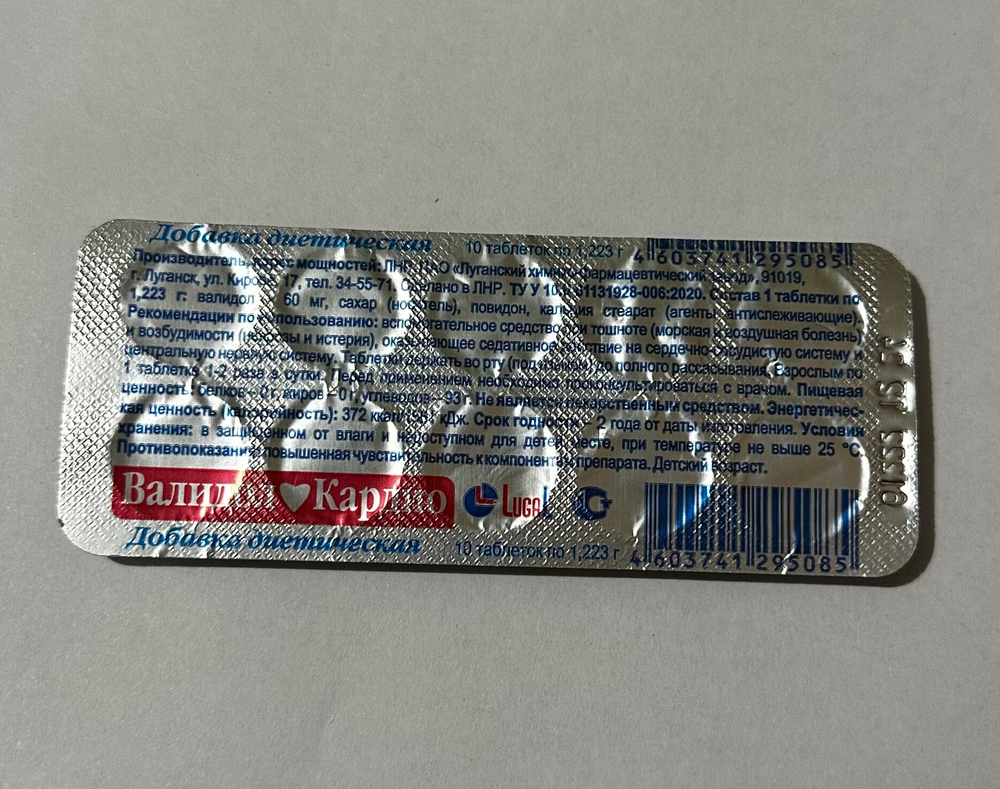 Добавка диетическая 10 таблеток по 1,223 г 4 603741 295085
Производитель, адрес мощностей: ЛНР, ПАО «Луганский химико-фармацевтический завод», 91019,
г. Луганск, ул. Кирова, 17, тел. 34-55-71. Сделано в ЛНР. ТУ У 10. 91131928-006:2020. Состав 1 таблетки по
1,223 г: валидол 60 мг, сахар (носитель), повидон, кальция стеарат (агенты антислеживающие).
Рекомендации по использованию: вспомогательное средство при тошноте (морская и воздушная болезнь)
и возбудимости (неврозы и истерия), оказывающее седативное действие на сердечно-сосудистую систему и
центральную нервную систему. Таблетки держать во рту (под языком) до полного рассасывания. Взрослым по
1 таблетке 1-2 раза в сутки. Перед применением необходимо проконсультироваться с врачом. Пищевая
ценность: белков – 0 г, жиров – 0 г, углеводов – 93 г. Не является лекарственным средством. Энергетичес-
кая ценность (калорийность): 372 ккал кДж. Срок годности – 2 года от даты изготовления. Условия
хранения: в защищенном от влаги и недоступном для детей месте, при температуре не выше 25 °C.
Противопоказания: повышенная чувствительность к компонентам препарата. Детский возраст.
Валидол Кардио LUGAL
Добавка диетическая 10 таблеток по 1,223 г 4 603741 295085